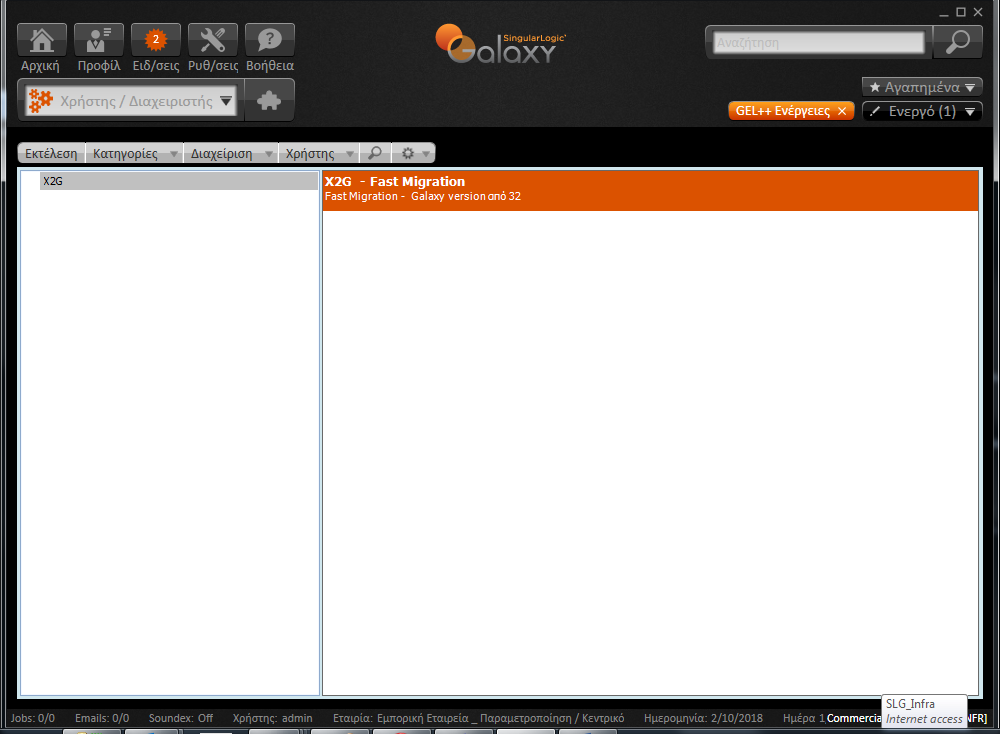 SingularLogic
Galaxy
Αναζήτηση
2
Αρχική Προφίλ Ειδ/σεις Ρυθ/σεις Βοήθεια
Χρήστης / Διαχειριστής
Αγαπημένα
GEL++ Ενέργειες ×
Ενεργό (1)
Εκτέλεση Κατηγορίες Διαχείριση Χρήστης
X2G
X2G - Fast Migration
Fast Migration - Galaxy version από 32
SLG_Infra
Internet access
Jobs: 0/0 Emails: 0/0 Soundex: Off Χρήστης: admin Εταιρία: Εμπορική Εταιρεία _ Παραμετροποίηση / Κεντρικό Ημερομηνία: 2/10/2018 Ημέρα 1 Commercia NFR]